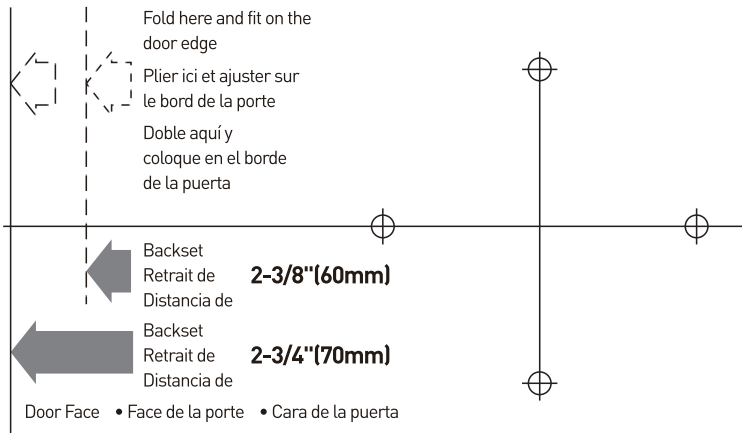 Fold here and fit on the
door edge
Plier ici et ajuster sur
le bord de la porte
Doble aquí y
coloque en el borde
de la puerta
Backset
Retrait de
Distancia de
2-3/8"(60mm)
Backset
Retrait de
Distancia de
2-3/4"(70mm)
Door Face • Face de la porte • Cara de la puerta